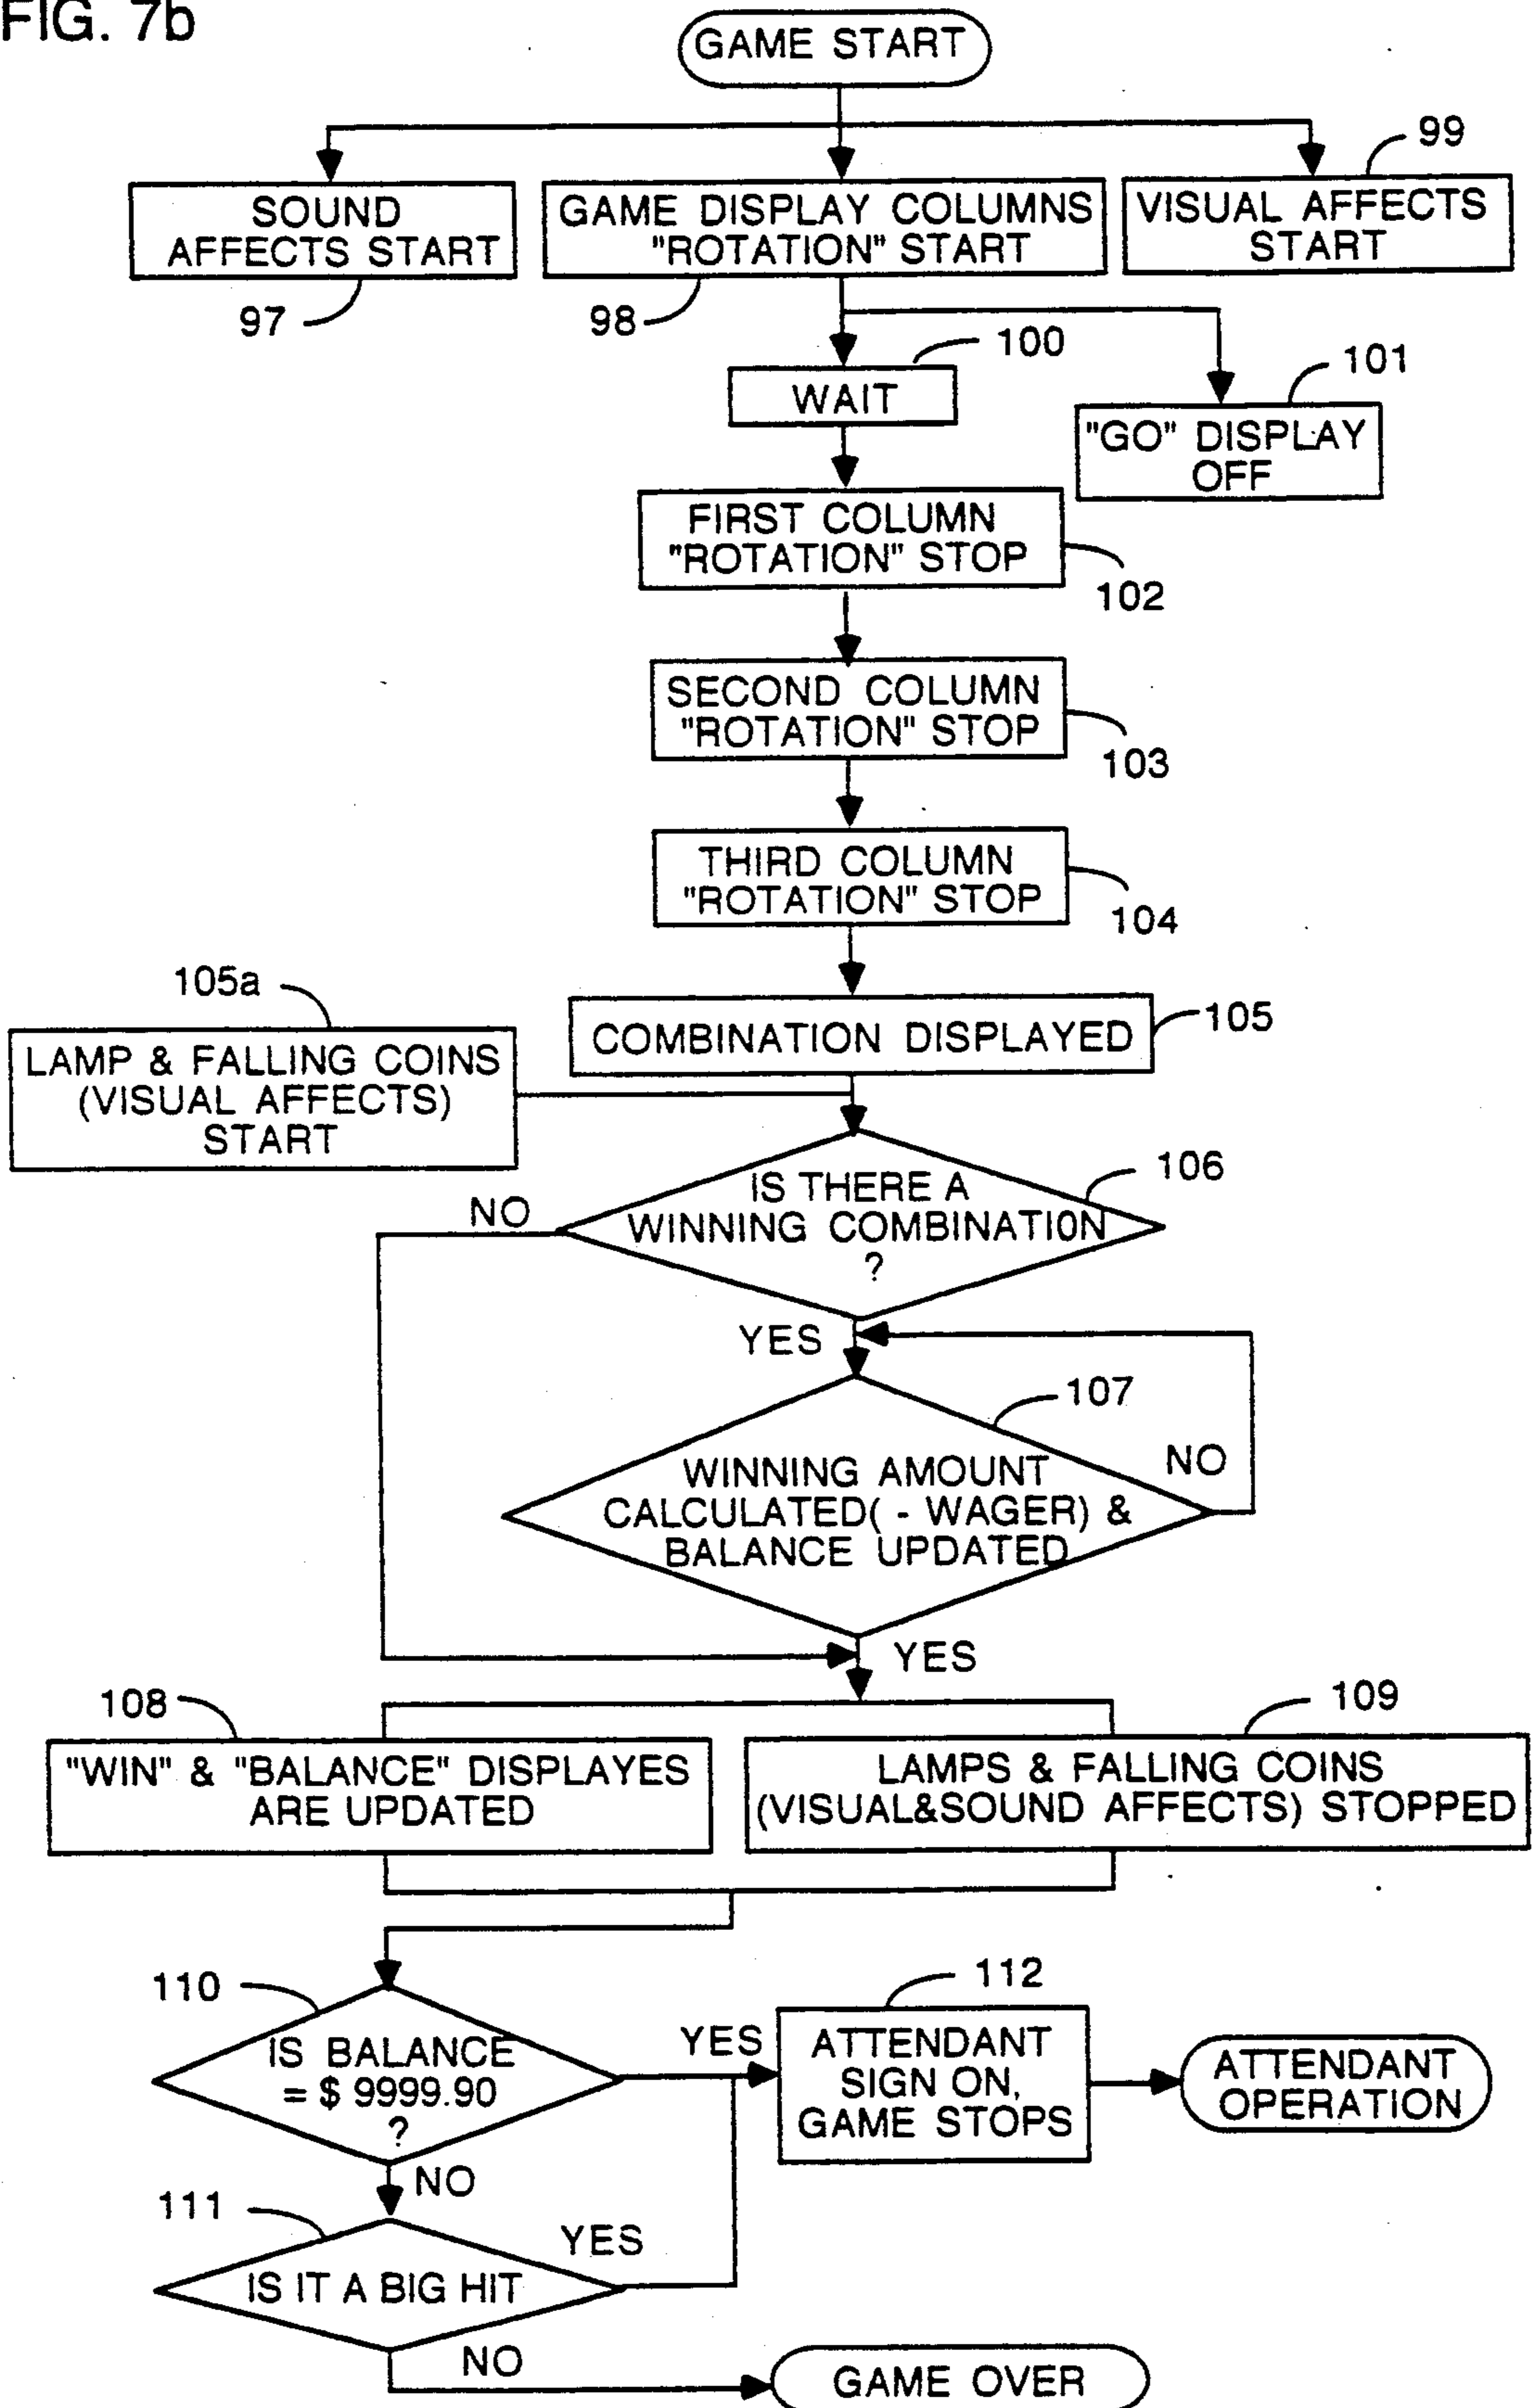 FIG. 7b
GAME START
99
SOUND
AFFECTS START
GAME DISPLAY COLUMNS
"ROTATION" START
VISUAL AFFECTS
START
97
98
100
101
WAIT
"GO" DISPLAY
OFF
FIRST COLUMN
"ROTATION" STOP
102
SECOND COLUMN
"ROTATION" STOP
103
THIRD COLUMN
"ROTATION" STOP
104
105a
COMBINATION DISPLAYED
105
LAMP & FALLING COINS
(VISUAL AFFECTS)
START
106
IS THERE A
WINNING COMBINATION
?
NO
YES
107
WINNING AMOUNT
CALCULATED( - WAGER) &
BALANCE UPDATED
NO
YES
108
109
"WIN" & "BALANCE" DISPLAYES
ARE UPDATED
LAMPS & FALLING COINS
(VISUAL&SOUND AFFECTS) STOPPED
110
IS BALANCE
= $ 9999.90
?
YES
112
ATTENDANT
SIGN ON,
GAME STOPS
ATTENDANT
OPERATION
NO
111
YES
IS IT A BIG HIT
NO
GAME OVER